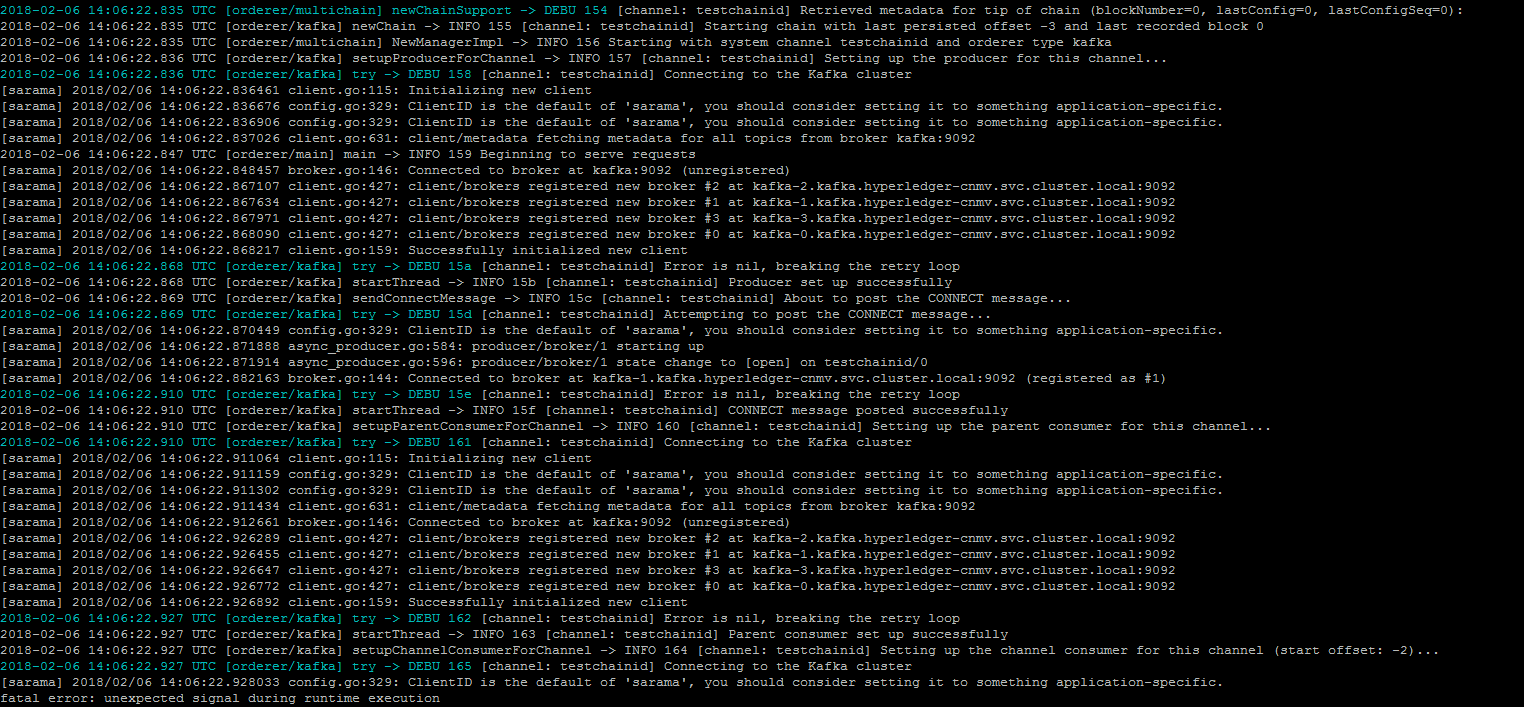 2018-02-06 14:06:22.835 UTC [orderer/multichain] newChainSupport -> DEBU 154 [channel: testchainid] Retrieved metadata for tip of chain (blockNumber=0, lastConfig=0, lastConfigSeq=0):
2018-02-06 14:06:22.835 UTC [orderer/kafka] newChain -> INFO 155 [channel: testchainid] Starting chain with last persisted offset -3 and last recorded block 0
2018-02-06 14:06:22.835 UTC [orderer/multichain] NewManagerImpl -> INFO 156 Starting with system channel testchainid and orderer type kafka
2018-02-06 14:06:22.836 UTC [orderer/kafka] setupProducerForChannel -> INFO 157 [channel: testchainid] Setting up the producer for this channel...
2018-02-06 14:06:22.836 UTC [orderer/kafka] try -> DEBU 158 [channel: testchainid] Connecting to the Kafka cluster
[sarama] 2018/02/06 14:06:22.836461 client.go:115: Initializing new client
[sarama] 2018/02/06 14:06:22.836676 config.go:329: ClientID is the default of 'sarama', you should consider setting it to something application-specific.
[sarama] 2018/02/06 14:06:22.836906 config.go:329: ClientID is the default of 'sarama', you should consider setting it to something application-specific.
[sarama] 2018/02/06 14:06:22.837026 client.go:631: client/metadata fetching metadata for all topics from broker kafka:9092
2018-02-06 14:06:22.847 UTC [orderer/main] main -> INFO 159 Beginning to serve requests
[sarama] 2018/02/06 14:06:22.848457 broker.go:146: Connected to broker at kafka:9092 (unregistered)
[sarama] 2018/02/06 14:06:22.867107 client.go:427: client/brokers registered new broker #2 at kafka-2.kafka.hyperledger-cnmv.svc.cluster.local:9092
[sarama] 2018/02/06 14:06:22.867634 client.go:427: client/brokers registered new broker #1 at kafka-1.kafka.hyperledger-cnmv.svc.cluster.local:9092
[sarama] 2018/02/06 14:06:22.867971 client.go:427: client/brokers registered new broker #3 at kafka-3.kafka.hyperledger-cnmv.svc.cluster.local:9092
[sarama] 2018/02/06 14:06:22.868090 client.go:427: client/brokers registered new broker #0 at kafka-0.kafka.hyperledger-cnmv.svc.cluster.local:9092
[sarama] 2018/02/06 14:06:22.868217 client.go:159: Successfully initialized new client
2018-02-06 14:06:22.868 UTC [orderer/kafka] try -> DEBU 15a [channel: testchainid] Error is nil, breaking the retry loop
2018-02-06 14:06:22.868 UTC [orderer/kafka] startThread -> INFO 15b [channel: testchainid] Producer set up successfully
2018-02-06 14:06:22.869 UTC [orderer/kafka] sendConnectMessage -> INFO 15c [channel: testchainid] About to post the CONNECT message...
2018-02-06 14:06:22.869 UTC [orderer/kafka] try -> DEBU 15d [channel: testchainid] Attempting to post the CONNECT message...
[sarama] 2018/02/06 14:06:22.870449 config.go:329: ClientID is the default of 'sarama', you should consider setting it to something application-specific.
[sarama] 2018/02/06 14:06:22.871888 async_producer.go:584: producer/broker/1 starting up
[sarama] 2018/02/06 14:06:22.871914 async_producer.go:596: producer/broker/1 state change to [open] on testchainid/0
[sarama] 2018/02/06 14:06:22.882163 broker.go:144: Connected to broker at kafka-1.kafka.hyperledger-cnmv.svc.cluster.local:9092 (registered as #1)
2018-02-06 14:06:22.910 UTC [orderer/kafka] try -> DEBU 15e [channel: testchainid] Error is nil, breaking the retry loop
2018-02-06 14:06:22.910 UTC [orderer/kafka] startThread -> INFO 15f [channel: testchainid] CONNECT message posted successfully
2018-02-06 14:06:22.910 UTC [orderer/kafka] setupParentConsumerForChannel -> INFO 160 [channel: testchainid] Setting up the parent consumer for this channel...
2018-02-06 14:06:22.910 UTC [orderer/kafka] try -> DEBU 161 [channel: testchainid] Connecting to the Kafka cluster
[sarama] 2018/02/06 14:06:22.911064 client.go:115: Initializing new client
[sarama] 2018/02/06 14:06:22.911159 config.go:329: ClientID is the default of 'sarama', you should consider setting it to something application-specific.
[sarama] 2018/02/06 14:06:22.911302 config.go:329: ClientID is the default of 'sarama', you should consider setting it to something application-specific.
[sarama] 2018/02/06 14:06:22.911434 client.go:631: client/metadata fetching metadata for all topics from broker kafka:9092
[sarama] 2018/02/06 14:06:22.912661 broker.go:146: Connected to broker at kafka:9092 (unregistered)
[sarama] 2018/02/06 14:06:22.926289 client.go:427: client/brokers registered new broker #2 at kafka-2.kafka.hyperledger-cnmv.svc.cluster.local:9092
[sarama] 2018/02/06 14:06:22.926455 client.go:427: client/brokers registered new broker #1 at kafka-1.kafka.hyperledger-cnmv.svc.cluster.local:9092
[sarama] 2018/02/06 14:06:22.926647 client.go:427: client/brokers registered new broker #3 at kafka-3.kafka.hyperledger-cnmv.svc.cluster.local:9092
[sarama] 2018/02/06 14:06:22.926772 client.go:427: client/brokers registered new broker #0 at kafka-0.kafka.hyperledger-cnmv.svc.cluster.local:9092
[sarama] 2018/02/06 14:06:22.926892 client.go:159: Successfully initialized new client
2018-02-06 14:06:22.927 UTC [orderer/kafka] try -> DEBU 162 [channel: testchainid] Error is nil, breaking the retry loop
2018-02-06 14:06:22.927 UTC [orderer/kafka] startThread -> INFO 163 [channel: testchainid] Parent consumer set up successfully
2018-02-06 14:06:22.927 UTC [orderer/kafka] setupChannelConsumerForChannel -> INFO 164 [channel: testchainid] Setting up the channel consumer for this channel (start offset: -2)...
2018-02-06 14:06:22.927 UTC [orderer/kafka] try -> DEBU 165 [channel: testchainid] Connecting to the Kafka cluster
[sarama] 2018/02/06 14:06:22.928033 config.go:329: ClientID is the default of 'sarama', you should consider setting it to something application-specific.
fatal error: unexpected signal during runtime execution